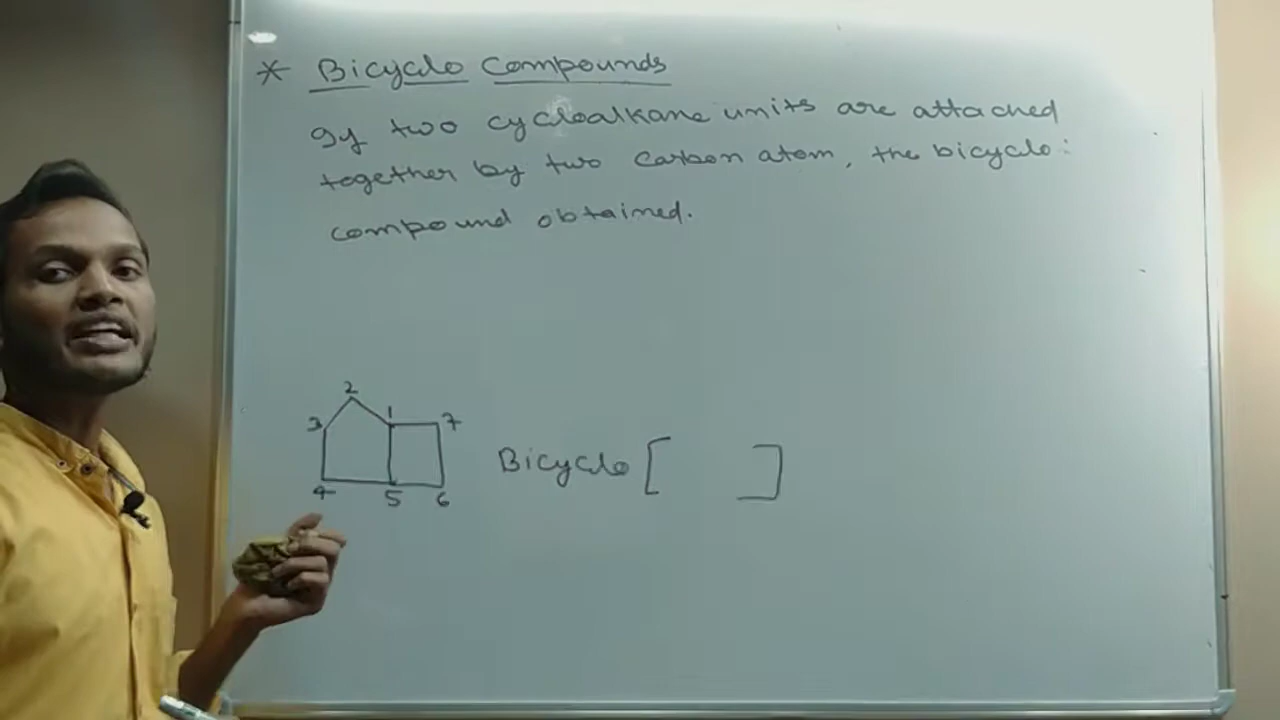 * Bicyclo Compounds
If two cycloalkane units are attached
together by two carbon atom, the bicyclo:
compound obtained.
2
3 1 7
4 5 6
Bicyclo [ ]